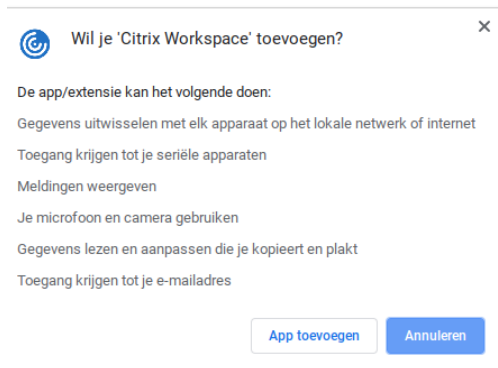 Wil je 'Citrix Workspace' toevoegen?
De app/extensie kan het volgende doen:
Gegevens uitwisselen met elk apparaat op het lokale netwerk of internet
Toegang krijgen tot je seriële apparaten
Meldingen weergeven
Je microfoon en camera gebruiken
Gegevens lezen en aanpassen die je kopieert en plakt
Toegang krijgen tot je e-mailadres
App toevoegen
Annuleren